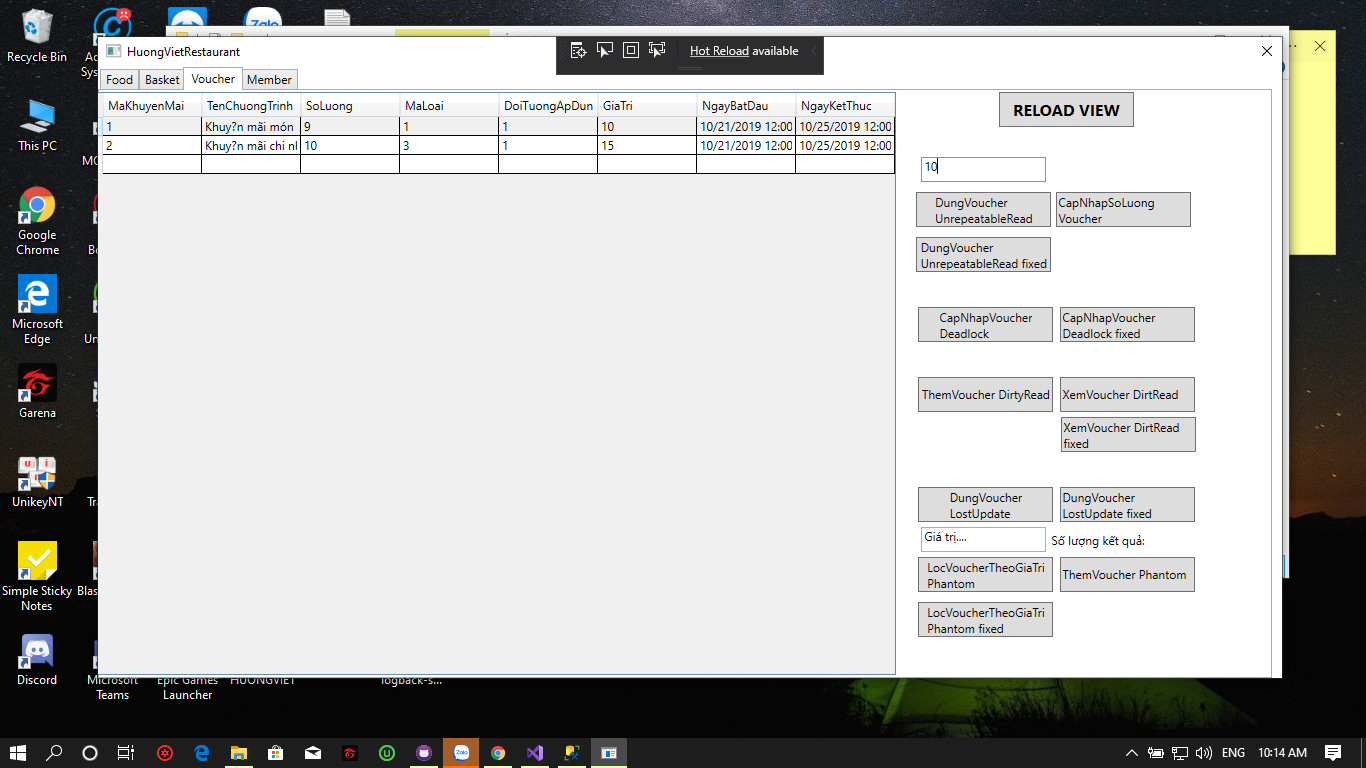 Recycle Bin
This PC
Google
Chrome
Microsoft
Edge
Garena
UnikeyNT
Simple Sticky
Notes
Discord
Microsoft
Teams
Epic Games
Launcher
HUONGVIET
logback-s...
Zalo
HuongVietRestaurant
Hot Reload available
Food Basket Voucher Member
MaKhuyenMai TenChuongTrinh SoLuong MaLoai DoiTuongApDun GiaTri NgayBatDau NgayKetThuc
1 Khuy?n mãi món 9 1 1 10 10/21/2019 12:00 10/25/2019 12:00
2 Khuy?n mãi chi nl 10 3 1 15 10/21/2019 12:00 10/25/2019 12:00
RELOAD VIEW
10
DungVoucher
UnrepeatableRead
CapNhapSoLuong
Voucher
DungVoucher
UnrepeatableRead fixed
CapNhapVoucher
Deadlock
CapNhapVoucher
Deadlock fixed
ThemVoucher DirtyRead
XemVoucher DirtRead
XemVoucher DirtRead
fixed
DungVoucher
LostUpdate
DungVoucher
LostUpdate fixed
Giá trị....
Số lượng kết quả:
LocVoucherTheoGiaTri
Phantom
ThemVoucher Phantom
LocVoucherTheoGiaTri
Phantom fixed
Zalo
ENG
10:14 AM